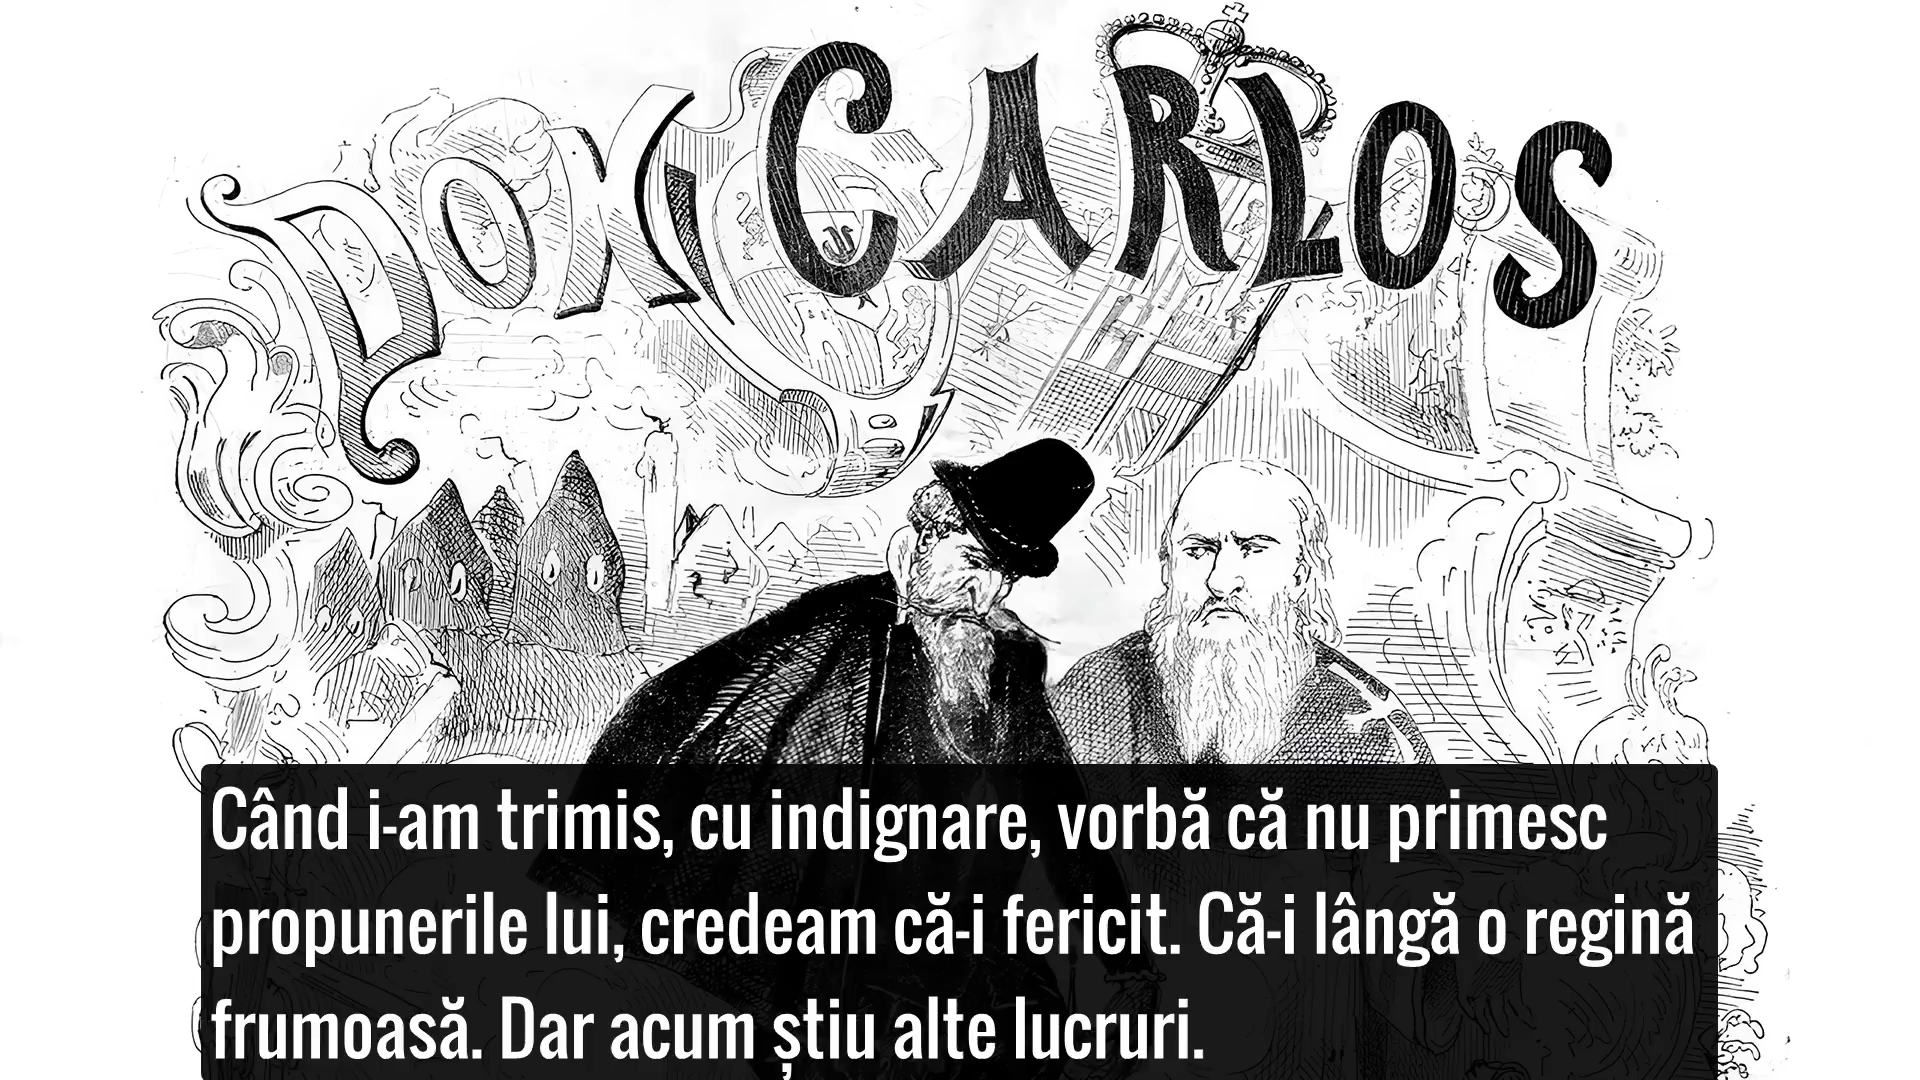 DON CARLOS
Când i-am trimis, cu indignare, vorbă că nu primesc
propunerile lui, credeam că-i fericit. Că-i lângă o regină
frumoasă. Dar acum știu alte lucruri.